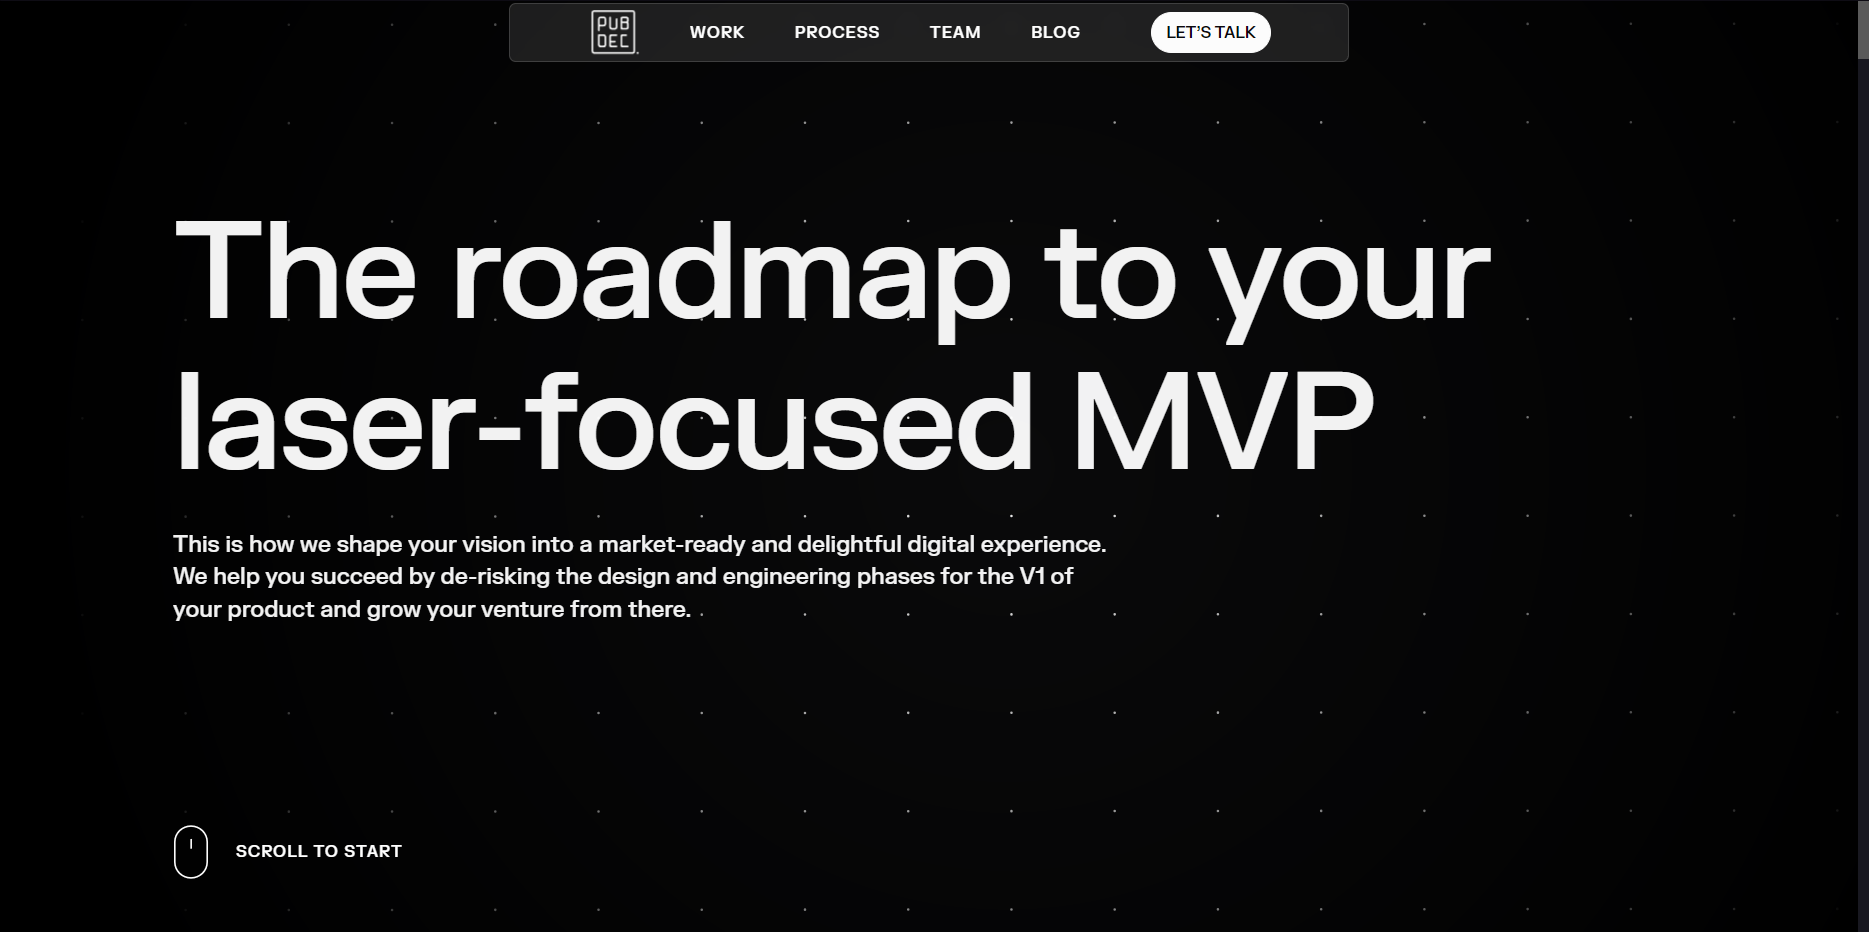 PUB
DEC
WORK PROCESS TEAM BLOG LET'S TALK
The roadmap to your
laser-focused MVP
This is how we shape your vision into a market-ready and delightful digital experience.
We help you succeed by de-risking the design and engineering phases for the V1 of
your product and grow your venture from there.
SCROLL TO START